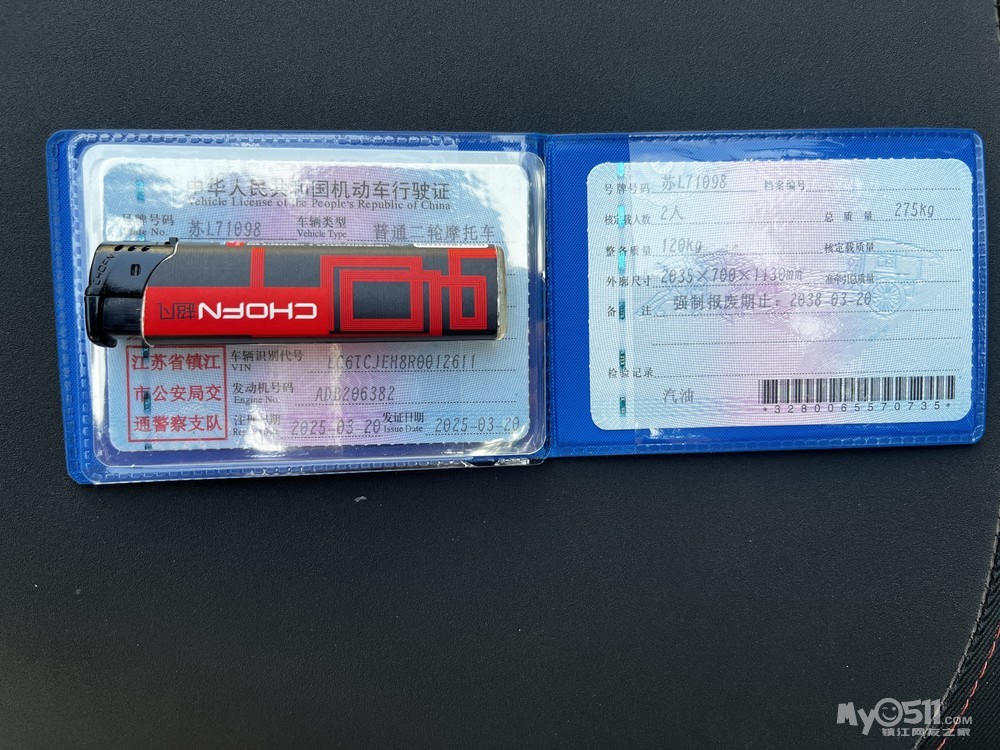 中华人民共和国机动车行驶证
Vehicle License of the People's Republic of China
号牌号码 苏L71098 车辆类型 普通二轮摩托车
Plate No. Vehicle Type
CHOFN
CHOFN
江苏省镇江
市公安局交
通警察支队
车辆识别代号 LC6TCJEH8R0012611
VIN
发动机号码 ADB206382
Engine No.
注册日期 2025-03-20 发证日期 2025-03-20
Issue Date
号牌号码 苏L71098 档案编号
核定载人数 2人 总质量 275kg
整备质量 120Kg 核定载质量
外廓尺寸 2035×700×1130mm 准牵引总质量
备注 强制报废期止：2038-03-20
检验记录
汽油
*3280065570735*
My0511.COM
镇江网友之家